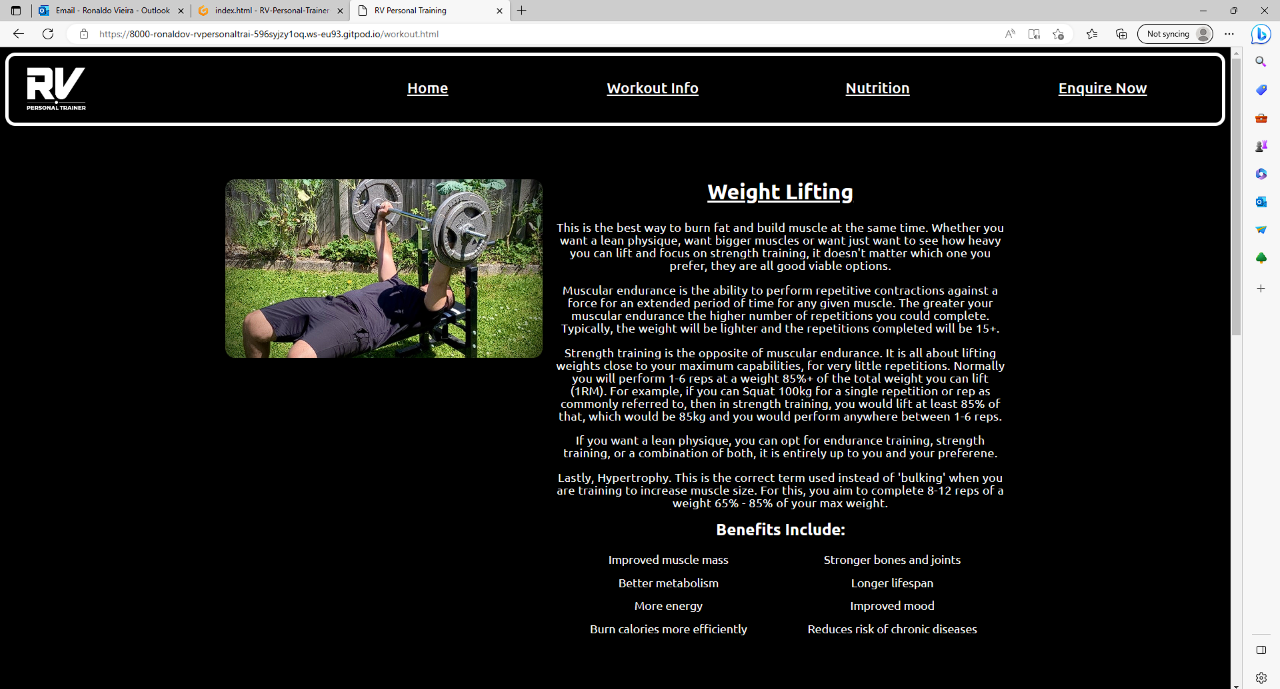 Email - Ronaldo Vieira - Outlook
index.html - RV-Personal-Trainer
RV Personal Training
https://8000-ronaldov-rvpersonaltrai-596syjzy1oq.ws-eu93.gitpod.io/workout.html
Not syncing
RV
PERSONAL TRAINER
Home
Workout Info
Nutrition
Enquire Now
Weight Lifting
This is the best way to burn fat and build muscle at the same time. Whether you
want a lean physique, want bigger muscles or want just want to see how heavy
you can lift and focus on strength training, it doesn't matter which one you
prefer, they are all good viable options.
Muscular endurance is the ability to perform repetitive contractions against a
force for an extended period of time for any given muscle. The greater your
muscular endurance the higher number of repetitions you could complete.
Typically, the weight will be lighter and the repetitions completed will be 15+.
Strength training is the opposite of muscular endurance. It is all about lifting
weights close to your maximum capabilities, for very little repetitions. Normally
you will perform 1-6 reps at a weight 85%+ of the total weight you can lift
(1RM). For example, if you can Squat 100kg for a single repetition or rep as
commonly referred to, then in strength training, you would lift at least 85% of
that, which would be 85kg and you would perform anywhere between 1-6 reps.
If you want a lean physique, you can opt for endurance training, strength
training, or a combination of both, it is entirely up to you and your preferene.
Lastly, Hypertrophy. This is the correct term used instead of 'bulking' when you
are training to increase muscle size. For this, you aim to complete 8-12 reps of a
weight 65% - 85% of your max weight.
Benefits Include:
Improved muscle mass
Stronger bones and joints
Better metabolism
Longer lifespan
More energy
Improved mood
Burn calories more efficiently
Reduces risk of chronic diseases